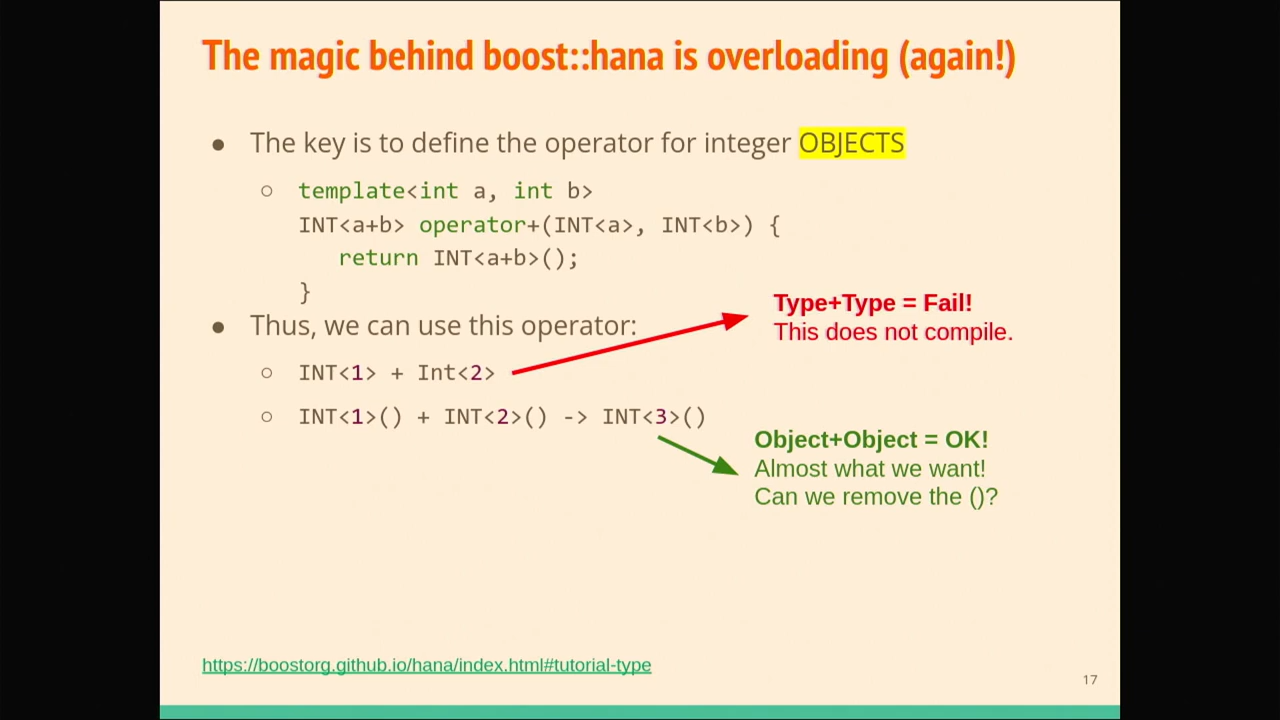 The magic behind boost::hana is overloading (again!)
● The key is to define the operator for integer OBJECTS
○ template<int a, int b>
INT<a+b> operator+(INT<a>, INT<b>) {
return INT<a+b>();
}
● Thus, we can use this operator:
Type+Type = Fail!
This does not compile.
○ INT<1> + Int<2>
○ INT<1>() + INT<2>() -> INT<3>()
Object+Object = OK!
Almost what we want!
Can we remove the ()?
https://boostorg.github.io/hana/index.html#tutorial-type
17